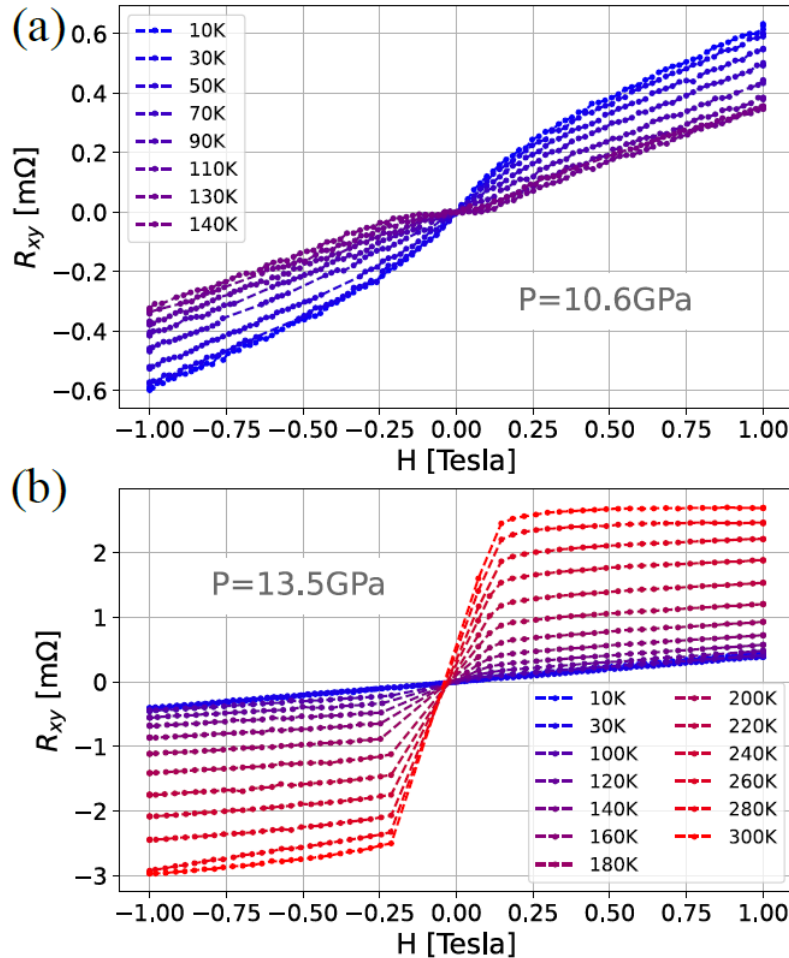 (a)
0.6
0.4
0.2
0.0
−0.2
−0.4
−0.6
R_xy [mΩ]
10K
30K
50K
70K
90K
110K
130K
140K
P=10.6GPa
−1.00 −0.75 −0.50 −0.25 0.00 0.25 0.50 0.75 1.00
H [Tesla]
(b)
2
1
0
−1
−2
−3
R_xy [mΩ]
P=13.5GPa
10K 200K
30K 220K
100K 240K
120K 260K
140K 280K
160K 300K
180K
−1.00 −0.75 −0.50 −0.25 0.00 0.25 0.50 0.75 1.00
H [Tesla]